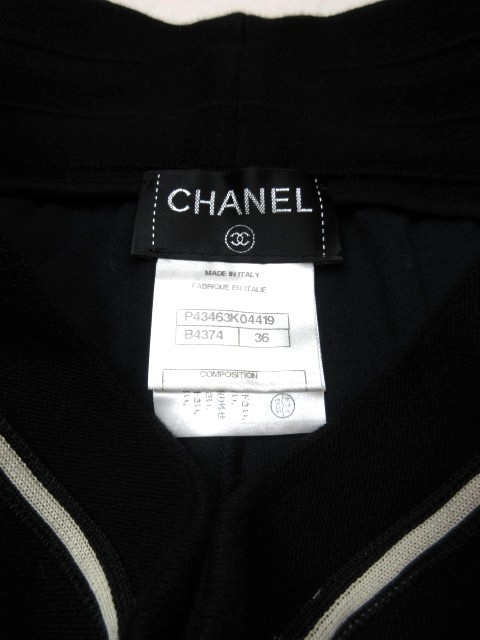 CHANEL
MADE IN ITALY
FABRIQUE EN ITALIE
P43463K04419
B4374 36
COMPOSITION